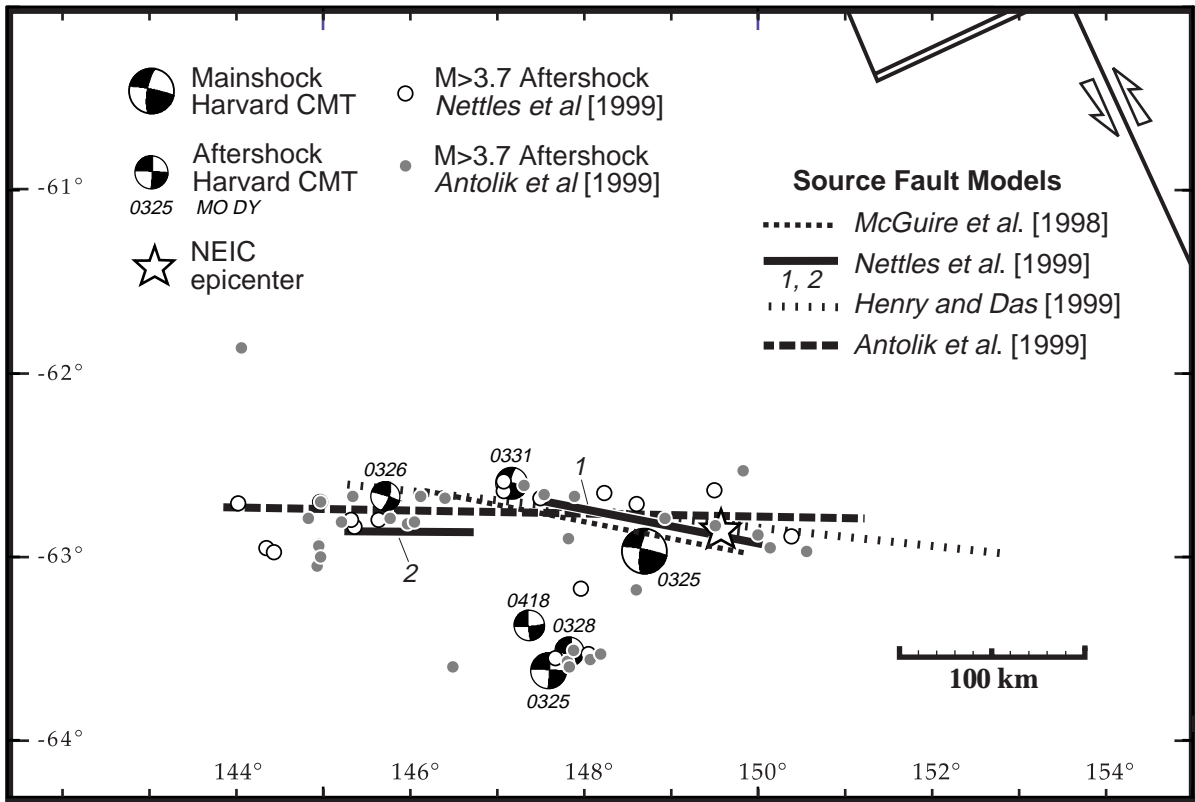 Mainshock
Harvard CMT
M>3.7 Aftershock
Nettles et al [1999]
Aftershock
Harvard CMT
0325 MO DY
M>3.7 Aftershock
Antolik et al [1999]
NEIC
epicenter
Source Fault Models
McGuire et al. [1998]
Nettles et al. [1999]
1, 2
Henry and Das [1999]
Antolik et al. [1999]
-61°
-62°
0326
0331
1
-63°
2
0325
0418
0328
0325
100 km
-64°
144°
146°
148°
150°
152°
154°